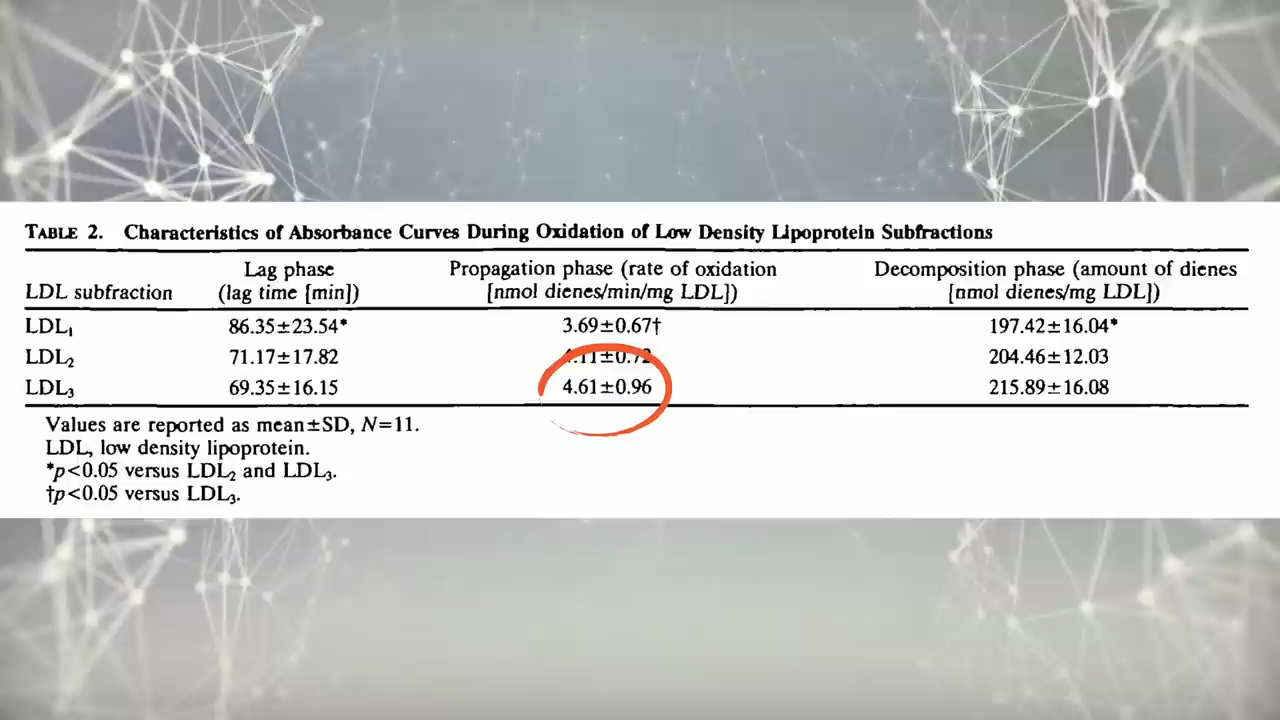 TABLE 2. Characteristics of Absorbance Curves During Oxidation of Low Density Lipoprotein Subfractions
LDL subfraction Lag phase (lag time [min]) Propagation phase (rate of oxidation [nmol dienes/min/mg LDL]) Decomposition phase (amount of dienes [nmol dienes/mg LDL])
LDL₁ 86.35±23.54* 3.69±0.67† 197.42±16.04*
LDL₂ 71.17±17.82 4.11±0.72 204.46±12.03
LDL₃ 69.35±16.15 4.61±0.96 215.89±16.08
Values are reported as mean±SD, N=11.
LDL, low density lipoprotein.
*p<0.05 versus LDL₂ and LDL₃.
†p<0.05 versus LDL₃.